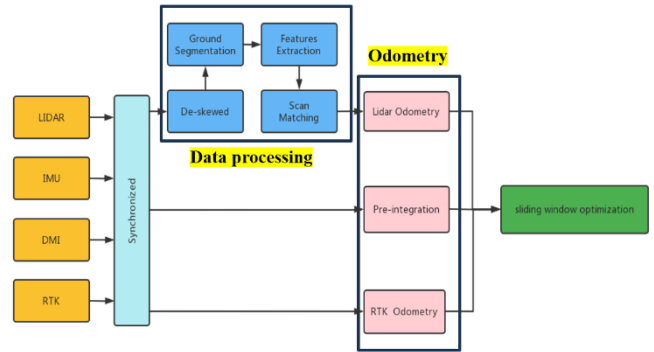 Ground
Segmentation
Features
Extraction
Odometry
LIDAR
De-skewed
Scan
Matching
Lidar Odometry
Data processing
IMU
Synchronized
Pre-integration
sliding window optimization
DMI
RTK
RTK Odometry